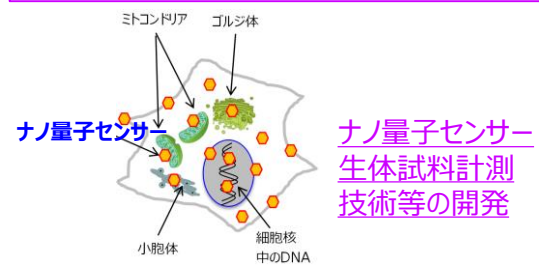 ミトコンドリア
ゴルジ体
ナノ量子センサー
ナノ量子センサー
生体試料計測
技術等の開発
小胞体
細胞核
中のDNA